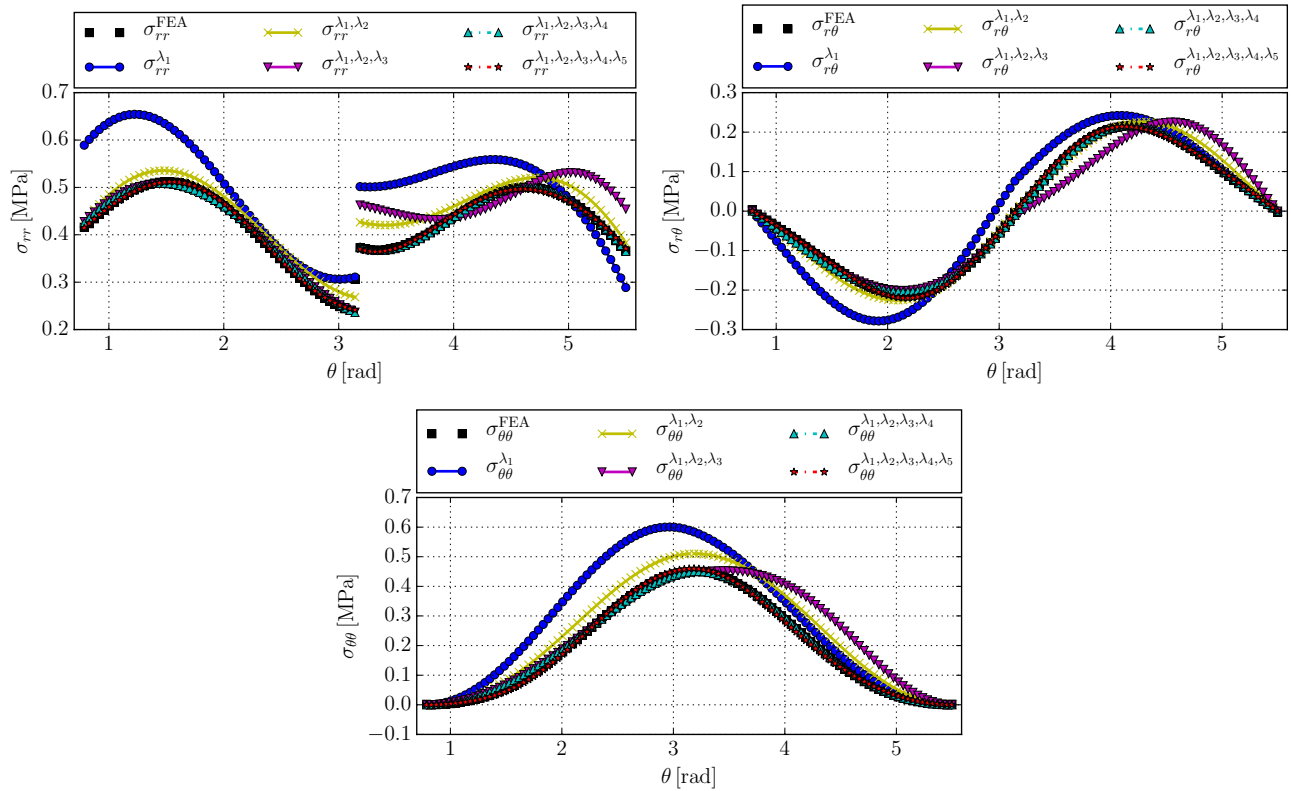 σ_rr^FEA σ_rr^λ1,λ2 σ_rr^λ1,λ2,λ3,λ4
σ_rr^λ1 σ_rr^λ1,λ2,λ3 σ_rr^λ1,λ2,λ3,λ4,λ5
0.7
0.6
0.5
0.4
0.3
0.2
σ_rr [MPa]
1 2 3 4 5
θ [rad]
σ_rθ^FEA σ_rθ^λ1,λ2 σ_rθ^λ1,λ2,λ3,λ4
σ_rθ^λ1 σ_rθ^λ1,λ2,λ3 σ_rθ^λ1,λ2,λ3,λ4,λ5
0.3
0.2
0.1
0.0
−0.1
−0.2
−0.3
σ_rθ [MPa]
1 2 3 4 5
θ [rad]
σ_θθ^FEA σ_θθ^λ1,λ2 σ_θθ^λ1,λ2,λ3,λ4
σ_θθ^λ1 σ_θθ^λ1,λ2,λ3 σ_θθ^λ1,λ2,λ3,λ4,λ5
0.7
0.6
0.5
0.4
0.3
0.2
0.1
0.0
−0.1
σ_θθ [MPa]
1 2 3 4 5
θ [rad]